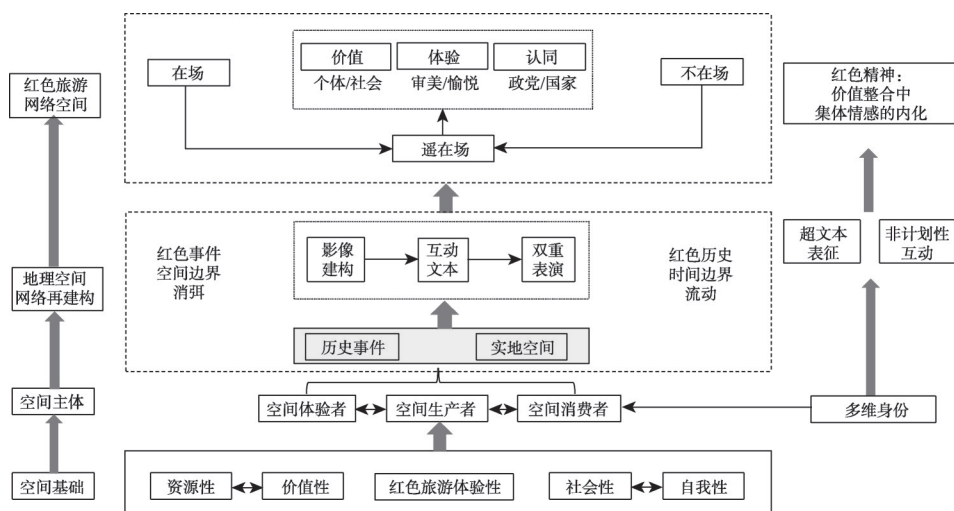 价值
体验
认同
个体/社会
审美/愉悦
政党/国家
在场
不在场
遥在场
红色旅游
网络空间
红色精神：
价值整合中
集体情感的内化
红色事件
空间边界
消弭
影像
建构
互动
文本
双重
表演
红色历史
时间边界
流动
超文本
表征
非计划性
互动
地理空间
网络再建构
历史事件
实地空间
空间主体
空间体验者
空间生产者
空间消费者
多维身份
空间基础
资源性
价值性
红色旅游体验性
社会性
自我性